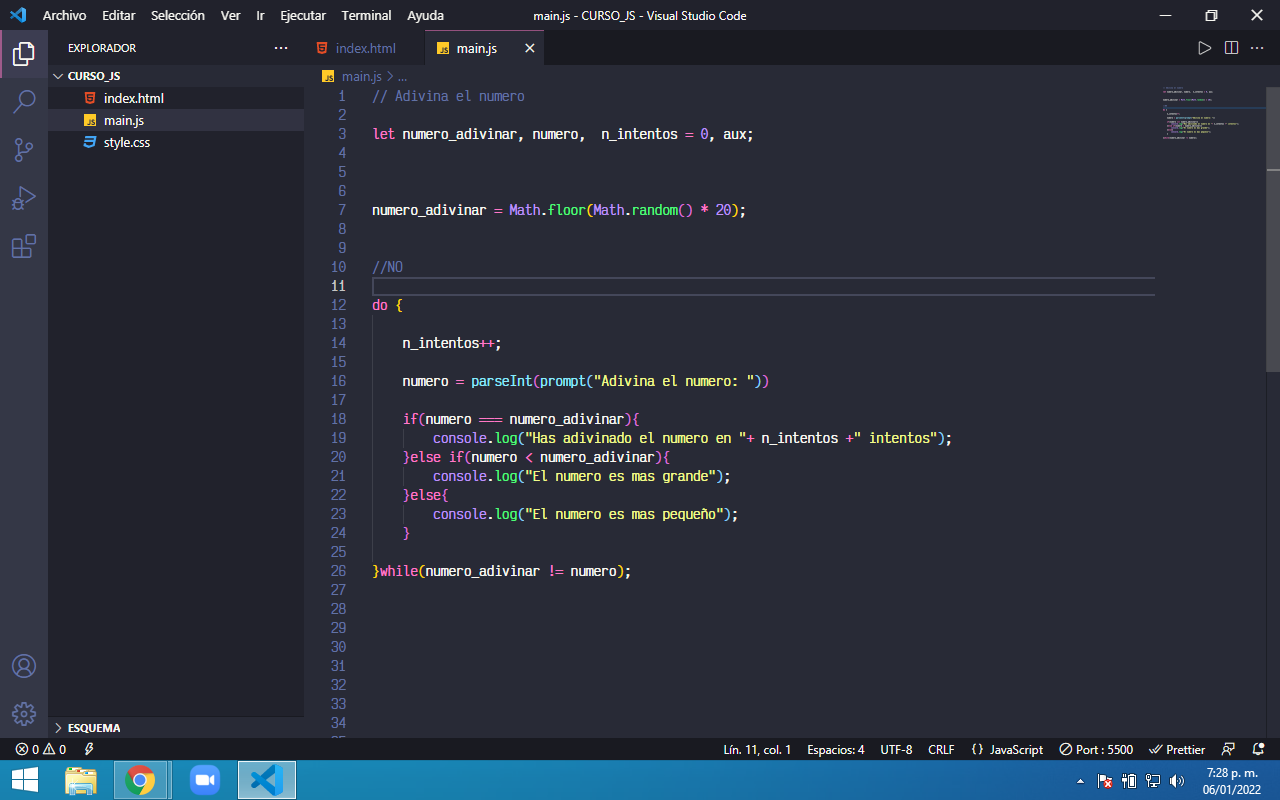 Archivo Editar Selección Ver Ir Ejecutar Terminal Ayuda main.js - CURSO_JS - Visual Studio Code
EXPLORADOR
CURSO_JS
index.html
main.js
style.css
ESQUEMA
index.html main.js
main.js > ...
1 // Adivina el numero
2
3 let numero_adivinar, numero,  n_intentos = 0, aux;
4
5
6
7 numero_adivinar = Math.floor(Math.random() * 20);
8
9
10 //NO
11
12 do {
13
14     n_intentos++;
15
16     numero = parseInt(prompt("Adivina el numero: "))
17
18     if(numero === numero_adivinar){
19         console.log("Has adivinado el numero en "+ n_intentos +" intentos");
20     }else if(numero < numero_adivinar){
21         console.log("El numero es mas grande");
22     }else{
23         console.log("El numero es mas pequeño");
24     }
25
26 }while(numero_adivinar != numero);
27
28
29
30
31
32
33
34
0 0 Lín. 11, col. 1 Espacios: 4 UTF-8 CRLF {} JavaScript Port : 5500 Prettier
7:28 p. m.
06/01/2022